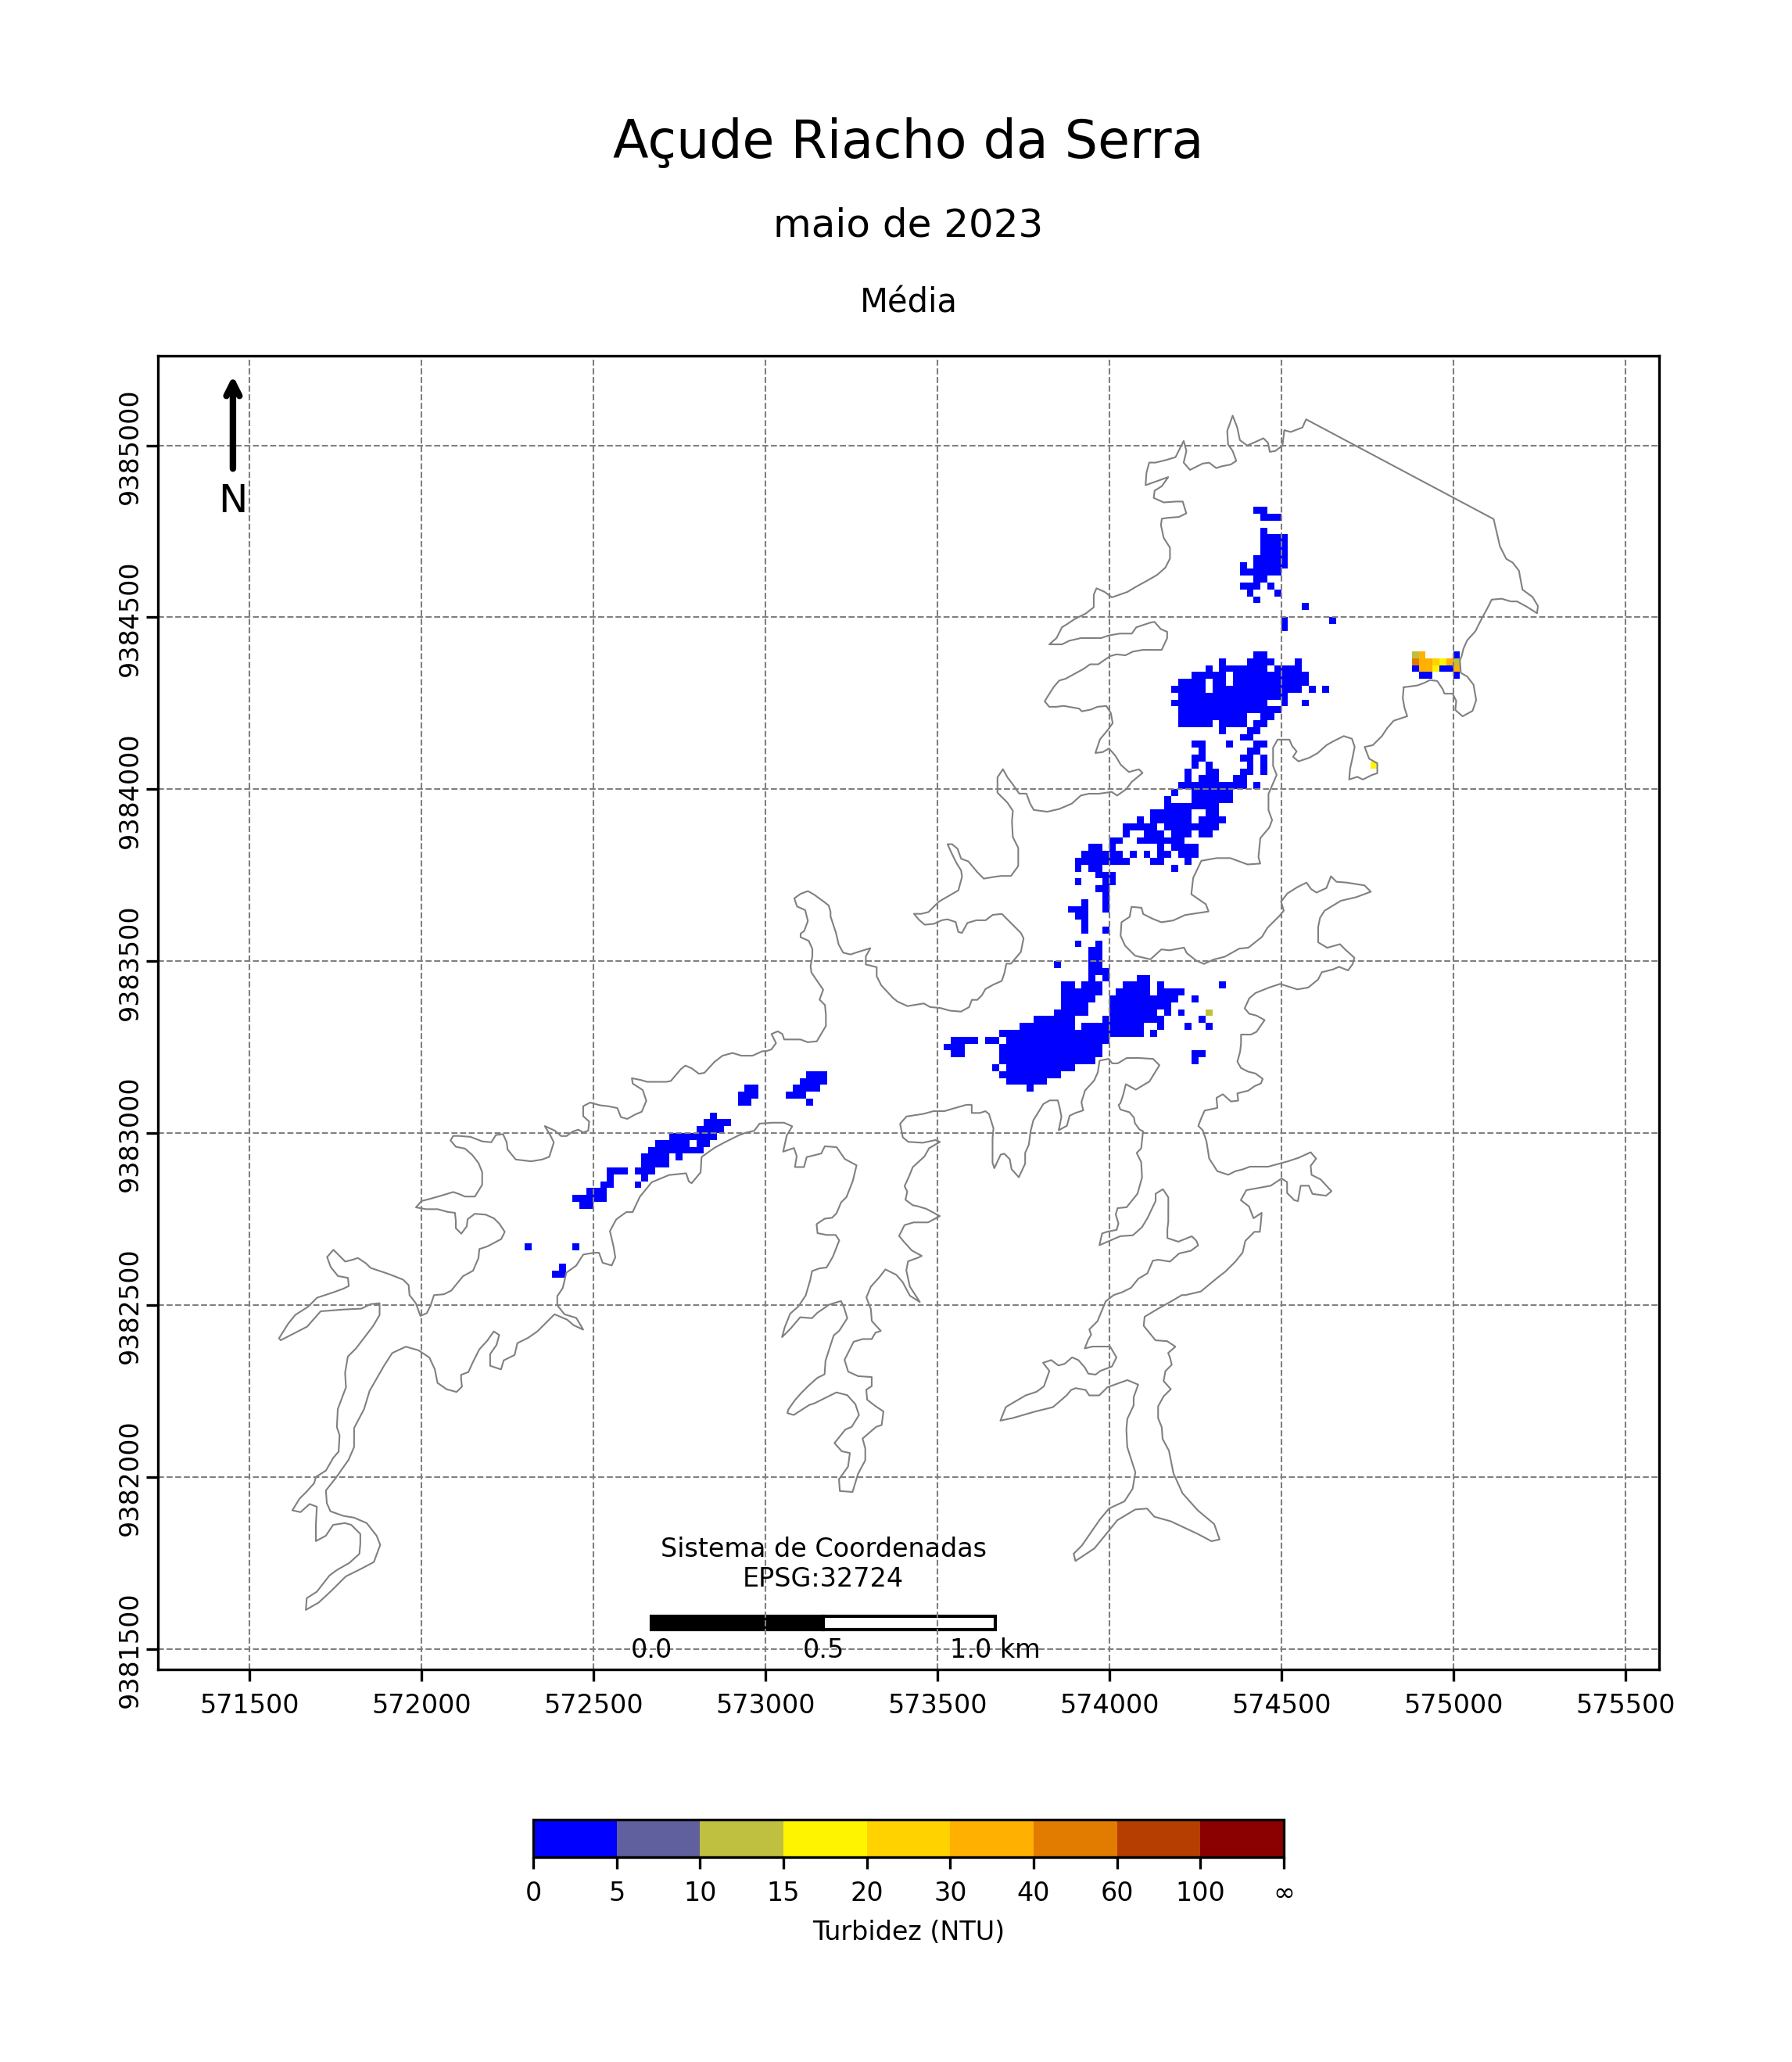 Açude Riacho da Serra
maio de 2023
Média
N
9385000
9384500
9384000
9383500
9383000
9382500
9382000
9381500
Sistema de Coordenadas
EPSG:32724
0.0 0.5 1.0 km
571500 572000 572500 573000 573500 574000 574500 575000 575500
0 5 10 15 20 30 40 60 100 ∞
Turbidez (NTU)